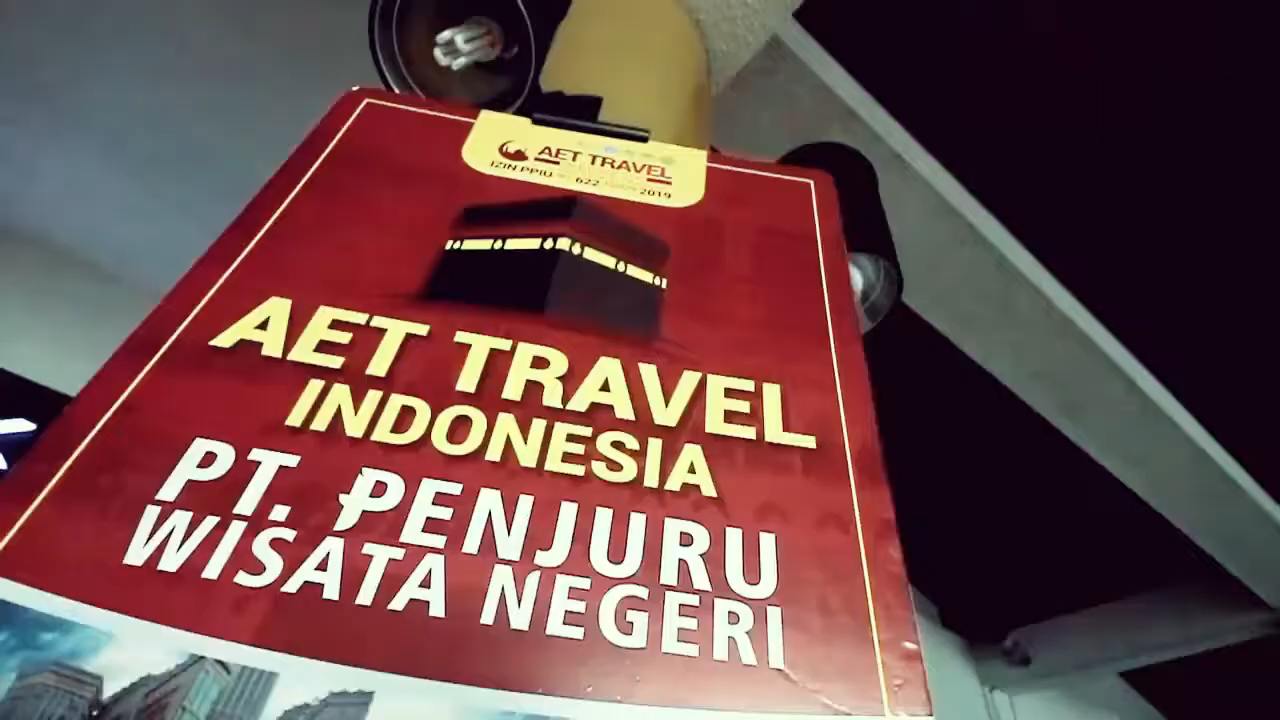 AET TRAVEL
IZIN PPIU 622 2019
AET TRAVEL
INDONESIA
PT. PENJURU
WISATA NEGERI